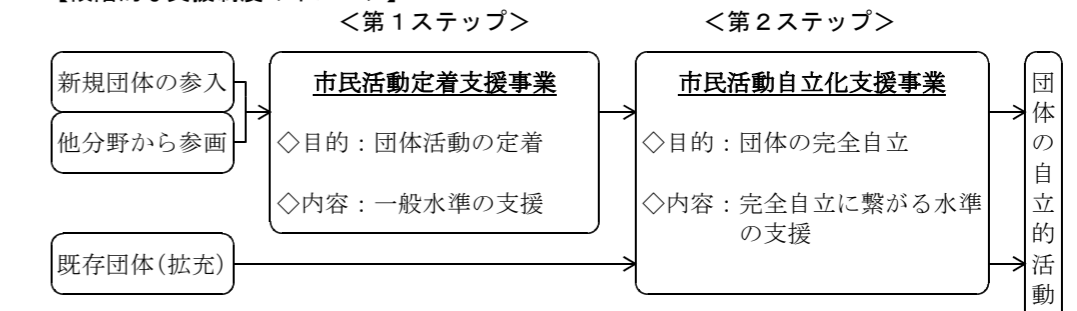 <第1ステップ>
<第2ステップ>
新規団体の参入
他分野から参画
既存団体(拡充)
市民活動定着支援事業
◇目的：団体活動の定着
◇内容：一般水準の支援
市民活動自立化支援事業
◇目的：団体の完全自立
◇内容：完全自立に繋がる水準
の支援
団体の自立的活動